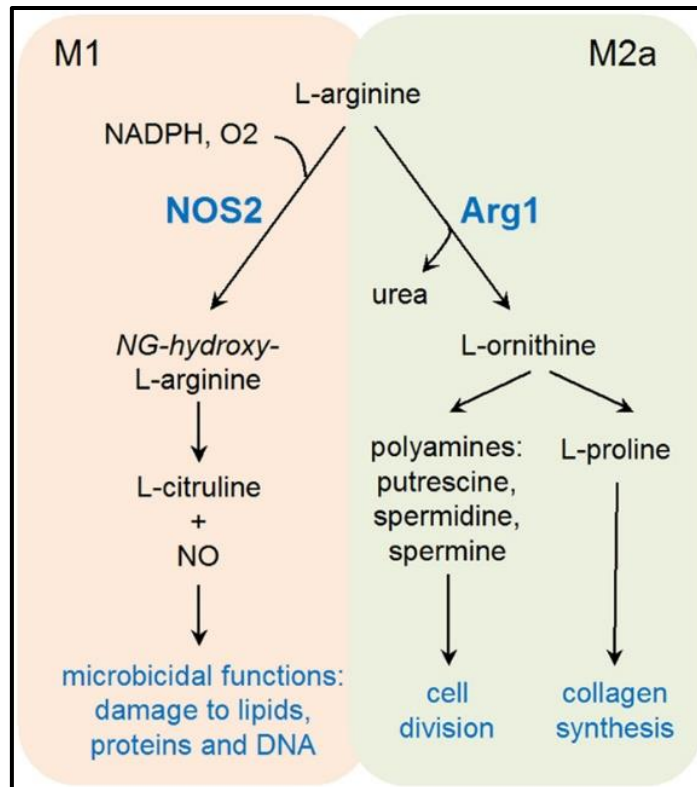 M1
M2a
L-arginine
NADPH, O2
NOS2
Arg1
urea
NG-hydroxy-
L-arginine
L-ornithine
L-citruline
+
NO
polyamines:
putrescine,
spermidine,
spermine
L-proline
microbicidal functions:
damage to lipids,
proteins and DNA
cell
division
collagen
synthesis